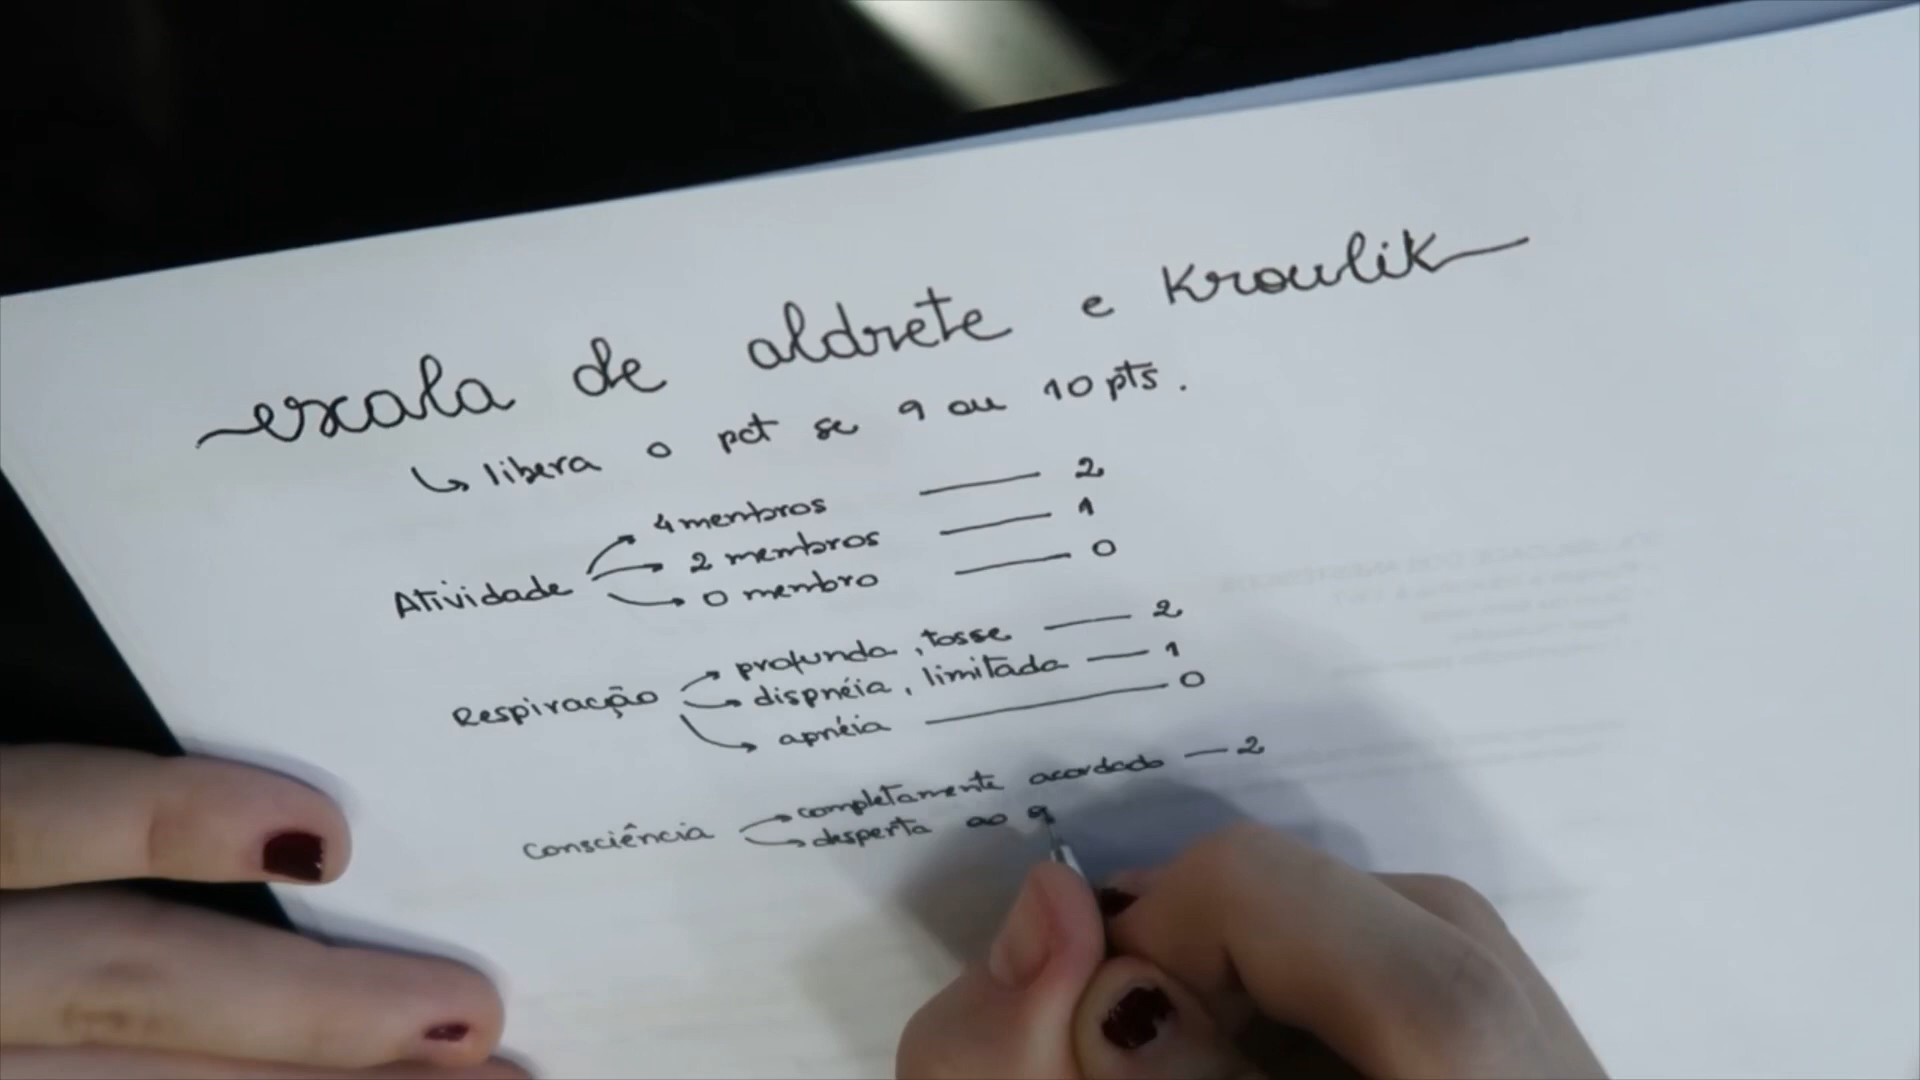 escala de aldrete e Kroulik
↳ libera o pct se 9 ou 10 pts.
Atividade → 4 membros — 2
→ 2 membros — 1
→ 0 membro — 0
Respiração → profunda, tosse — 2
→ dispnéia, limitada — 1
→ apnéia — 0
Consciência → completamente acordado — 2
→ desperta ao